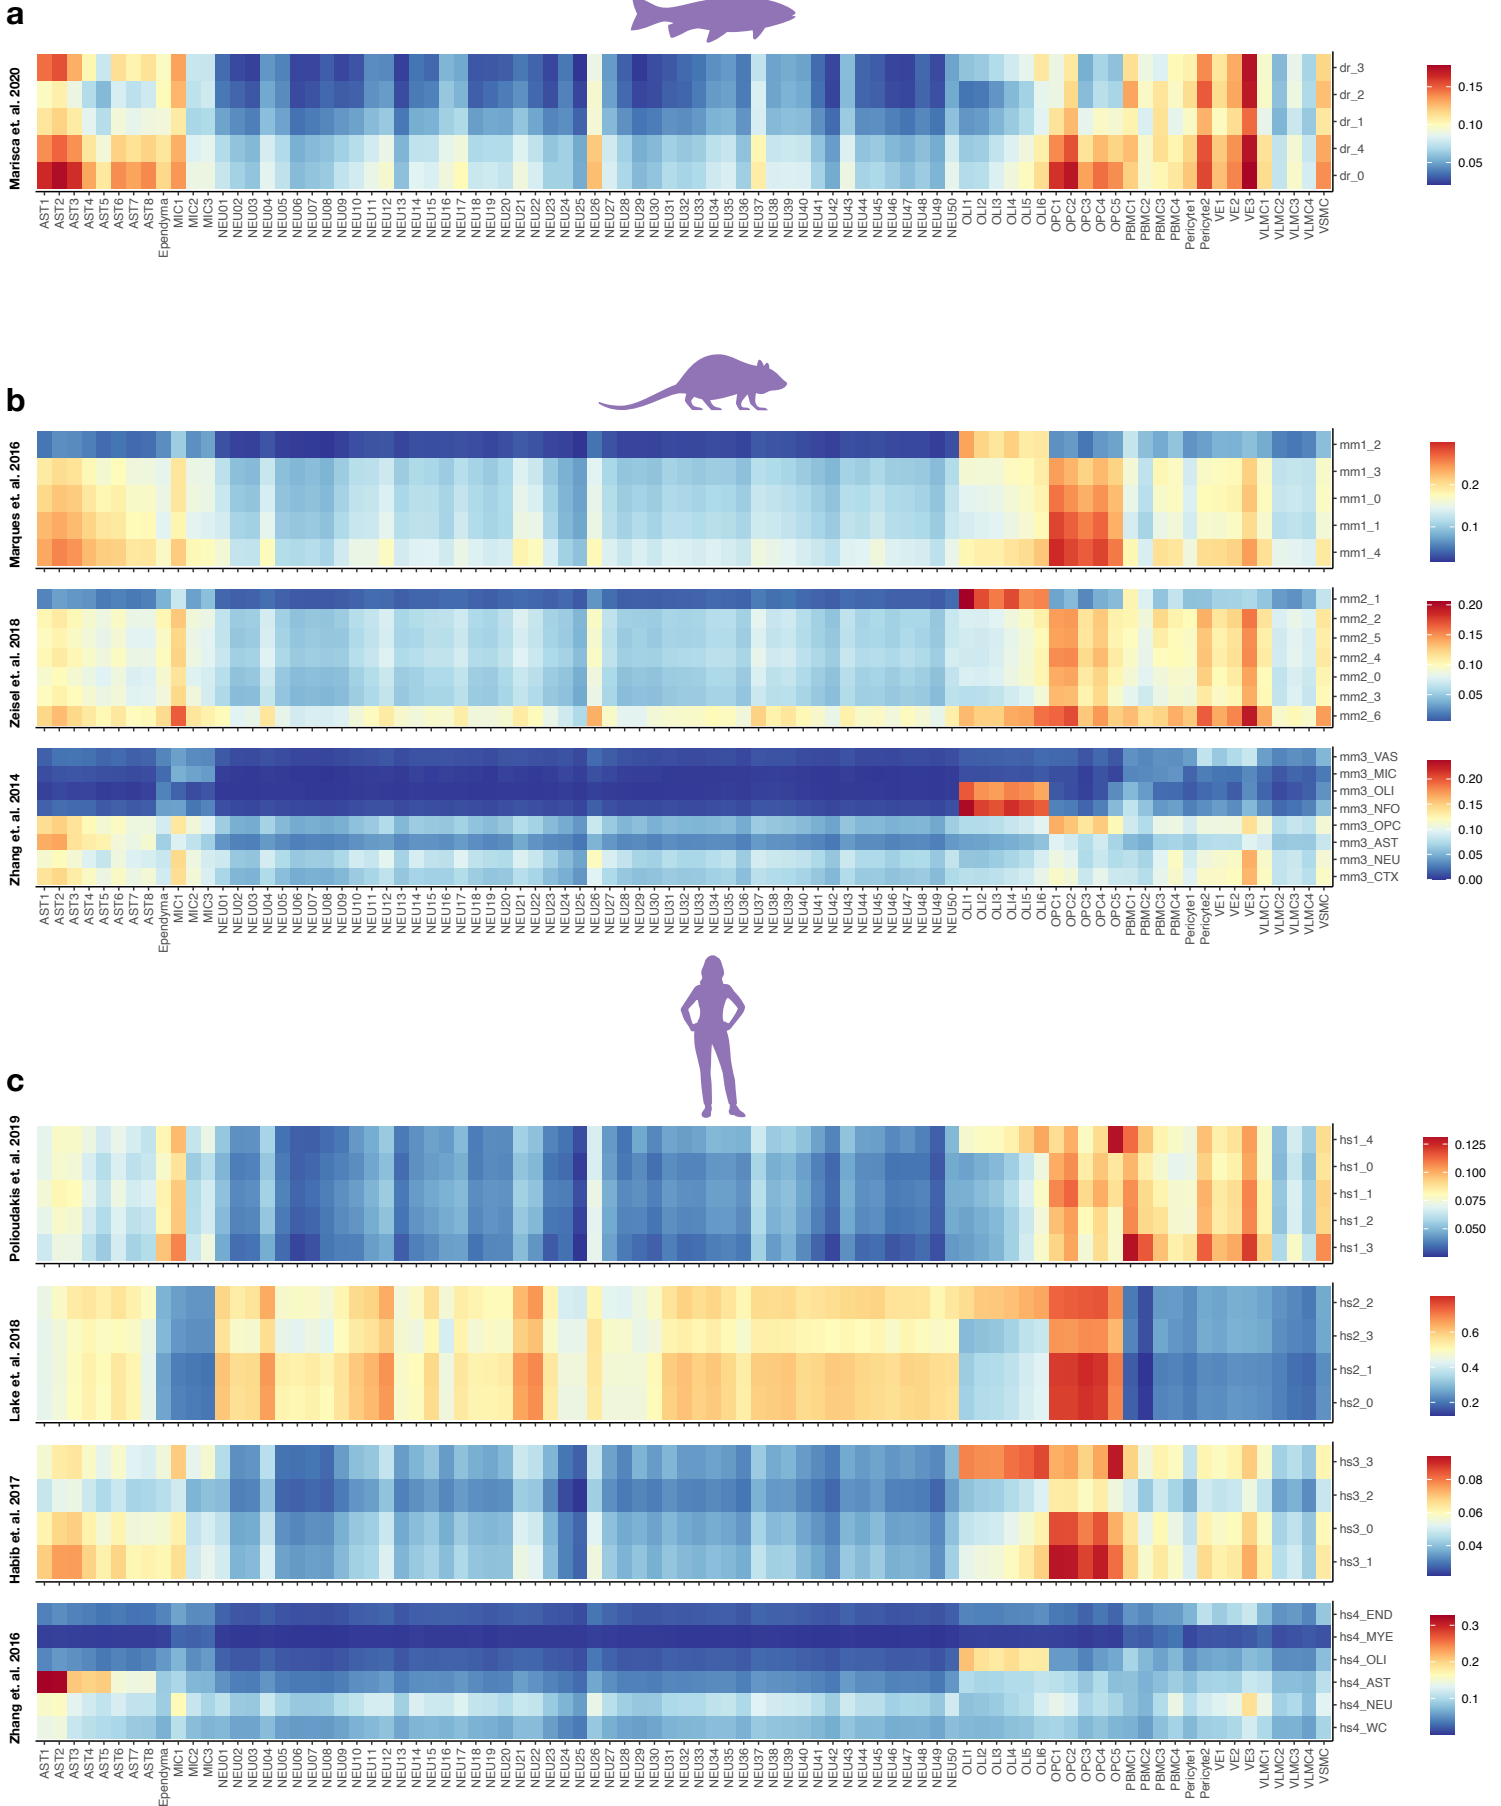 a
Marisca et. al. 2020
dr_3
dr_2
dr_1
dr_4
dr_0
0.15
0.10
0.05
AST1 AST2 AST3 AST4 AST5 AST6 AST7 AST8 Ependyma MIC1 MIC2 MIC3 NEU01 NEU02 NEU03 NEU04 NEU05 NEU06 NEU07 NEU08 NEU09 NEU10 NEU11 NEU12 NEU13 NEU14 NEU15 NEU16 NEU17 NEU18 NEU19 NEU20 NEU21 NEU22 NEU23 NEU24 NEU25 NEU26 NEU27 NEU28 NEU29 NEU30 NEU31 NEU32 NEU33 NEU34 NEU35 NEU36 NEU37 NEU38 NEU39 NEU40 NEU41 NEU42 NEU43 NEU44 NEU45 NEU46 NEU47 NEU48 NEU49 NEU50 OLI1 OLI2 OLI3 OLI4 OLI5 OLI6 OPC1 OPC2 OPC3 OPC4 OPC5 PBMC1 PBMC2 PBMC3 PBMC4 Pericyte1 Pericyte2 VE1 VE2 VE3 VLMC1 VLMC2 VLMC3 VLMC4 VSMC
b
Marques et. al. 2016
mm1_2
mm1_3
mm1_0
mm1_1
mm1_4
0.2
0.1
Zeisel et. al. 2018
mm2_1
mm2_2
mm2_5
mm2_4
mm2_0
mm2_3
mm2_6
0.20
0.15
0.10
0.05
Zhang et. al. 2014
mm3_VAS
mm3_MIC
mm3_OLI
mm3_NFO
mm3_OPC
mm3_AST
mm3_NEU
mm3_CTX
0.20
0.15
0.10
0.05
0.00
AST1 AST2 AST3 AST4 AST5 AST6 AST7 AST8 Ependyma MIC1 MIC2 MIC3 NEU01 NEU02 NEU03 NEU04 NEU05 NEU06 NEU07 NEU08 NEU09 NEU10 NEU11 NEU12 NEU13 NEU14 NEU15 NEU16 NEU17 NEU18 NEU19 NEU20 NEU21 NEU22 NEU23 NEU24 NEU25 NEU26 NEU27 NEU28 NEU29 NEU30 NEU31 NEU32 NEU33 NEU34 NEU35 NEU36 NEU37 NEU38 NEU39 NEU40 NEU41 NEU42 NEU43 NEU44 NEU45 NEU46 NEU47 NEU48 NEU49 NEU50 OLI1 OLI2 OLI3 OLI4 OLI5 OLI6 OPC1 OPC2 OPC3 OPC4 OPC5 PBMC1 PBMC2 PBMC3 PBMC4 Pericyte1 Pericyte2 VE1 VE2 VE3 VLMC1 VLMC2 VLMC3 VLMC4 VSMC
c
Polioudakis et. al. 2019
hs1_4
hs1_0
hs1_1
hs1_2
hs1_3
0.125
0.100
0.075
0.050
Lake et. al. 2018
hs2_2
hs2_3
hs2_1
hs2_0
0.6
0.4
0.2
Habib et. al. 2017
hs3_3
hs3_2
hs3_0
hs3_1
0.08
0.06
0.04
Zhang et. al. 2016
hs4_END
hs4_MYE
hs4_OLI
hs4_AST
hs4_NEU
hs4_WC
0.3
0.2
0.1
AST1 AST2 AST3 AST4 AST5 AST6 AST7 AST8 Ependyma MIC1 MIC2 MIC3 NEU01 NEU02 NEU03 NEU04 NEU05 NEU06 NEU07 NEU08 NEU09 NEU10 NEU11 NEU12 NEU13 NEU14 NEU15 NEU16 NEU17 NEU18 NEU19 NEU20 NEU21 NEU22 NEU23 NEU24 NEU25 NEU26 NEU27 NEU28 NEU29 NEU30 NEU31 NEU32 NEU33 NEU34 NEU35 NEU36 NEU37 NEU38 NEU39 NEU40 NEU41 NEU42 NEU43 NEU44 NEU45 NEU46 NEU47 NEU48 NEU49 NEU50 OLI1 OLI2 OLI3 OLI4 OLI5 OLI6 OPC1 OPC2 OPC3 OPC4 OPC5 PBMC1 PBMC2 PBMC3 PBMC4 Pericyte1 Pericyte2 VE1 VE2 VE3 VLMC1 VLMC2 VLMC3 VLMC4 VSMC